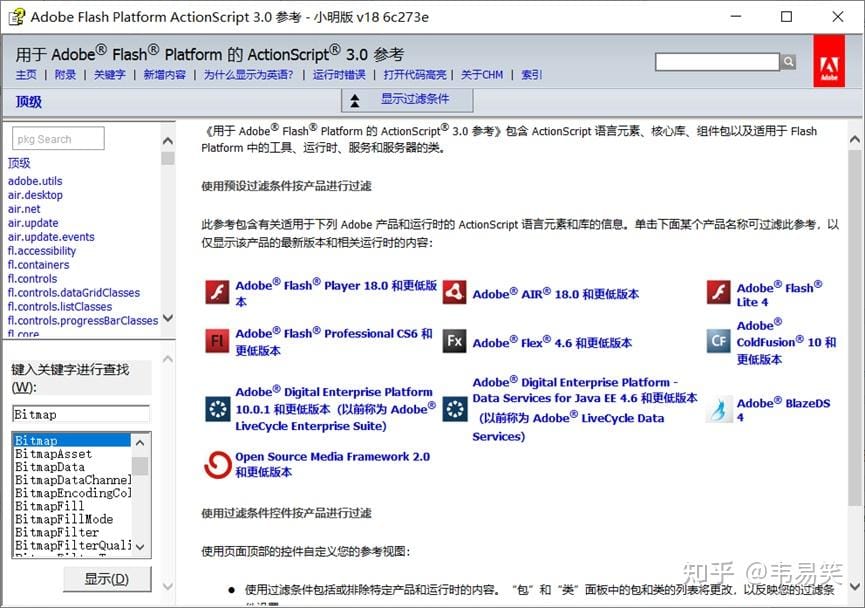 Adobe Flash Platform ActionScript 3.0 参考 - 小明版 v18 6c273e
用于 Adobe® Flash® Platform 的 ActionScript® 3.0 参考
主页 | 附录 | 关键字 | 新增内容 | 为什么显示为英语? | 运行时错误 | 打开代码高亮 | 关于CHM | 索引
Adobe
顶级
显示过滤条件
pkg Search
顶级
adobe.utils
air.desktop
air.net
air.update
air.update.events
fl.accessibility
fl.containers
fl.controls
fl.controls.dataGridClasses
fl.controls.listClasses
fl.controls.progressBarClasses
fl.core
键入关键字进行查找
(W):
Bitmap
Bitmap
BitmapAsset
BitmapData
BitmapDataChannel
BitmapEncodingCol
BitmapFill
BitmapFillMode
BitmapFilter
BitmapFilterQuali
显示(D)
《用于 Adobe® Flash® Platform 的 ActionScript® 3.0 参考》包含 ActionScript 语言元素、核心库、组件包以及适用于 Flash
Platform 中的工具、运行时、服务和服务器的类。
使用预设过滤条件按产品进行过滤
此参考包含有关适用于下列 Adobe 产品和运行时的 ActionScript 语言元素和库的信息。单击下面某个产品名称可过滤此参考，以
仅显示该产品的最新版本和相关运行时的内容：
Adobe® Flash® Player 18.0 和更低版
本
Adobe® AIR® 18.0 和更低版本
Adobe® Flash®
Lite 4
Fl
Adobe® Flash® Professional CS6 和
更低版本
Fx
Adobe® Flex® 4.6 和更低版本
CF
Adobe®
ColdFusion® 10 和
更低版本
Adobe® Digital Enterprise Platform
10.0.1 和更低版本（以前称为 Adobe®
LiveCycle Enterprise Suite)
Adobe® Digital Enterprise Platform -
Data Services for Java EE 4.6 和更低版本
（以前称为 Adobe® LiveCycle Data
Services)
Adobe® BlazeDS
4
Open Source Media Framework 2.0
和更低版本
使用过滤条件控件按产品进行过滤
使用页面顶部的控件自定义您的参考视图：
● 使用过滤条件包括或排除特定产品和运行时的内容。“包”和“类”面板中的包和类的列表将更改，以反映您的过滤条
件设置。
知乎 @韦易笑